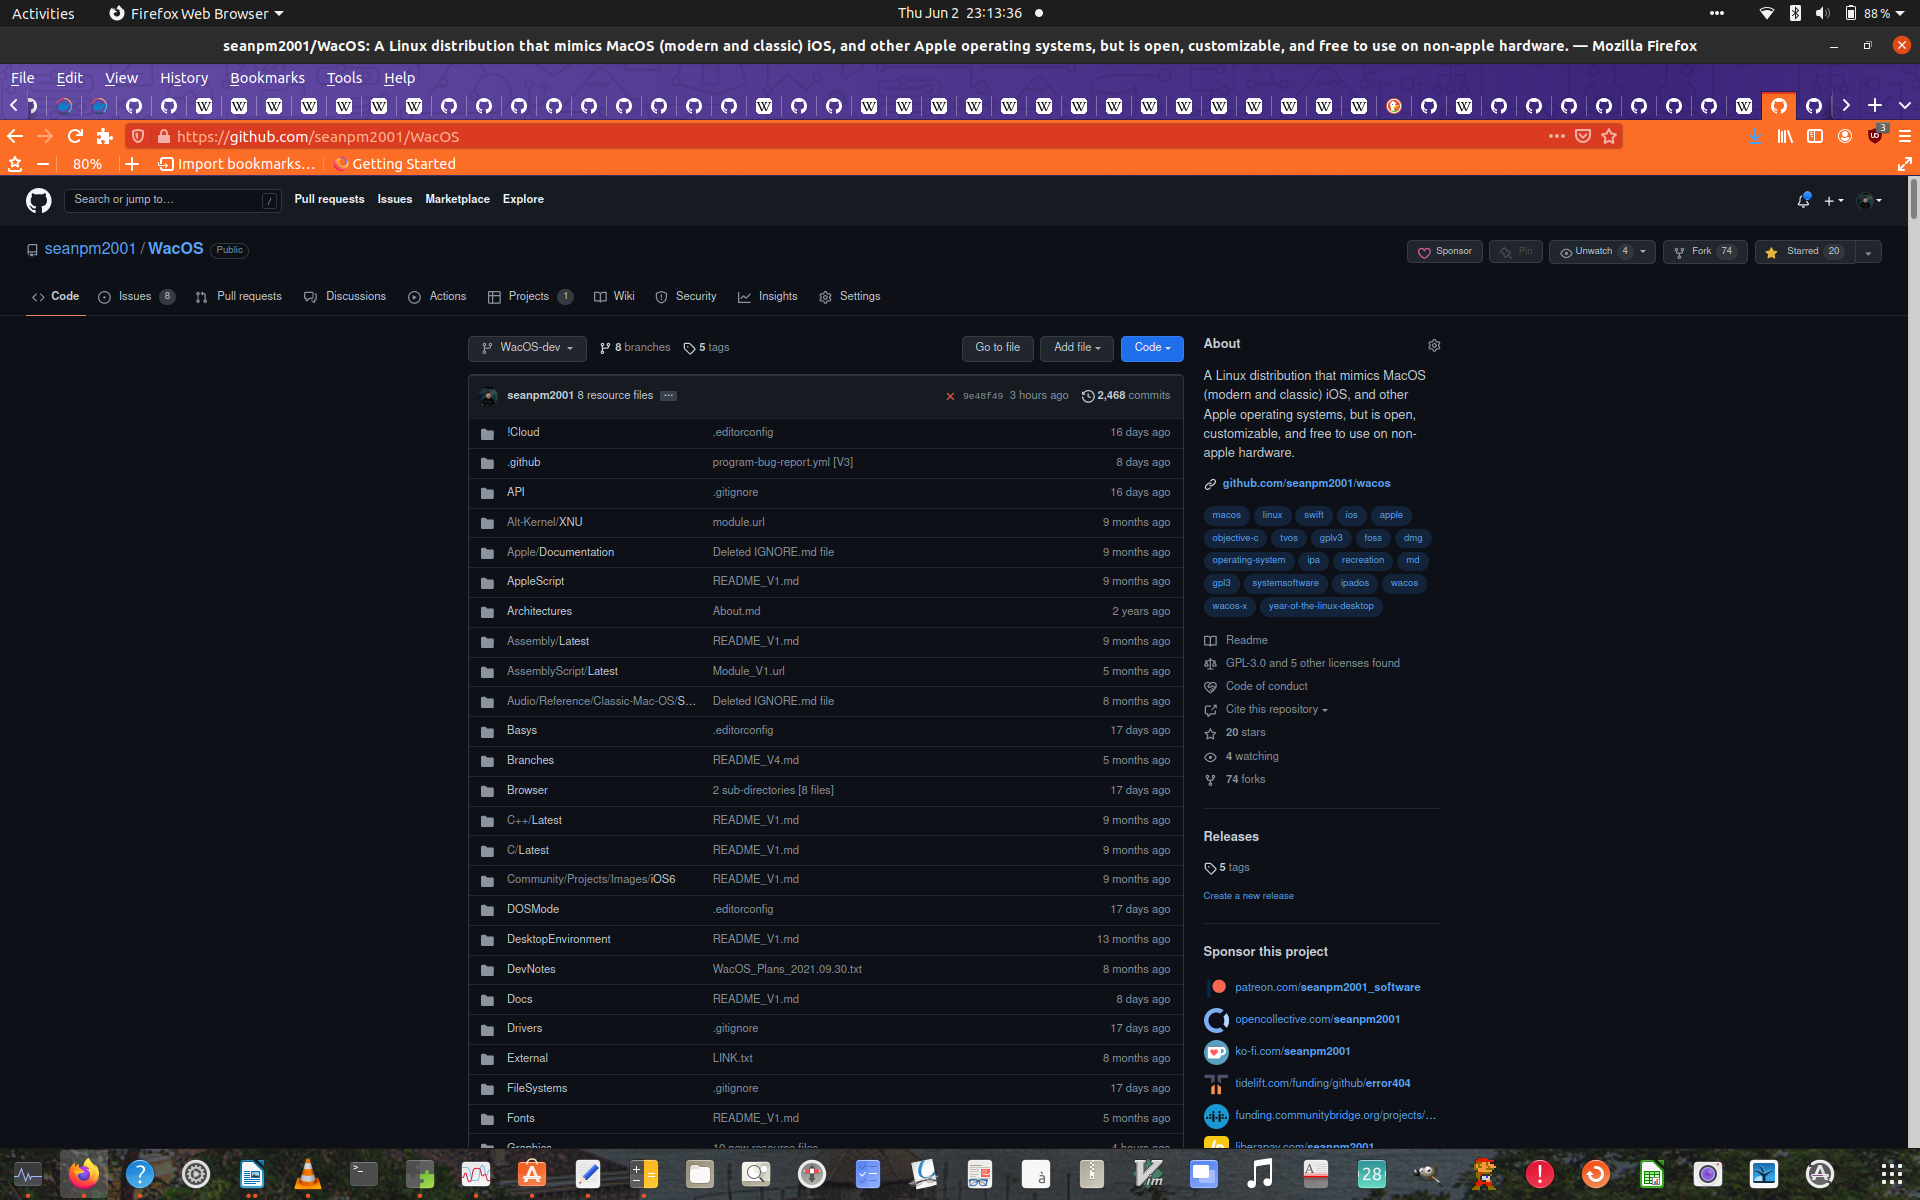 Activities
Firefox Web Browser
Thu Jun 2 23:13:36
88 %
seanpm2001/WacOS: A Linux distribution that mimics MacOS (modern and classic) iOS, and other Apple operating systems, but is open, customizable, and free to use on non-apple hardware. — Mozilla Firefox
File Edit View History Bookmarks Tools Help
https://github.com/seanpm2001/WacOS
3
80%
Import bookmarks...
Getting Started
Search or jump to...
/
Pull requests Issues Marketplace Explore
seanpm2001 / WacOS Public
Sponsor
Pin
Unwatch 4
Fork 74
Starred 20
Code
Issues 8
Pull requests
Discussions
Actions
Projects 1
Wiki
Security
Insights
Settings
WacOS-dev
8 branches
5 tags
Go to file
Add file
Code
seanpm2001 8 resource files ...
9e48f49 3 hours ago
2,468 commits
!Cloud .editorconfig 16 days ago
.github program-bug-report.yml [V3] 8 days ago
API .gitignore 16 days ago
Alt-Kernel/XNU module.url 9 months ago
Apple/Documentation Deleted IGNORE.md file 9 months ago
AppleScript README_V1.md 9 months ago
Architectures About.md 2 years ago
Assembly/Latest README_V1.md 9 months ago
AssemblyScript/Latest Module_V1.url 5 months ago
Audio/Reference/Classic-Mac-OS/S... Deleted IGNORE.md file 8 months ago
Basys .editorconfig 17 days ago
Branches README_V4.md 5 months ago
Browser 2 sub-directories [8 files] 17 days ago
C++/Latest README_V1.md 9 months ago
C/Latest README_V1.md 9 months ago
Community/Projects/Images/iOS6 README_V1.md 9 months ago
DOSMode .editorconfig 17 days ago
DesktopEnvironment README_V1.md 13 months ago
DevNotes WacOS_Plans_2021.09.30.txt 8 months ago
Docs README_V1.md 8 days ago
Drivers .gitignore 17 days ago
External LINK.txt 8 months ago
FileSystems .gitignore 17 days ago
Fonts README_V1.md 5 months ago
Graphics 10 new resource files 4 hours ago
About
A Linux distribution that mimics MacOS
(modern and classic) iOS, and other
Apple operating systems, but is open,
customizable, and free to use on non-
apple hardware.
github.com/seanpm2001/wacos
macos linux swift ios apple
objective-c tvos gplv3 foss dmg
operating-system ipa recreation md
gpl3 systemsoftware ipados wacos
wacos-x year-of-the-linux-desktop
Readme
GPL-3.0 and 5 other licenses found
Code of conduct
Cite this repository
20 stars
4 watching
74 forks
Releases
5 tags
Create a new release
Sponsor this project
patreon.com/seanpm2001_software
opencollective.com/seanpm2001
ko-fi.com/seanpm2001
tidelift.com/funding/github/error404
funding.communitybridge.org/projects/...
liberapay.com/seanpm2001
28